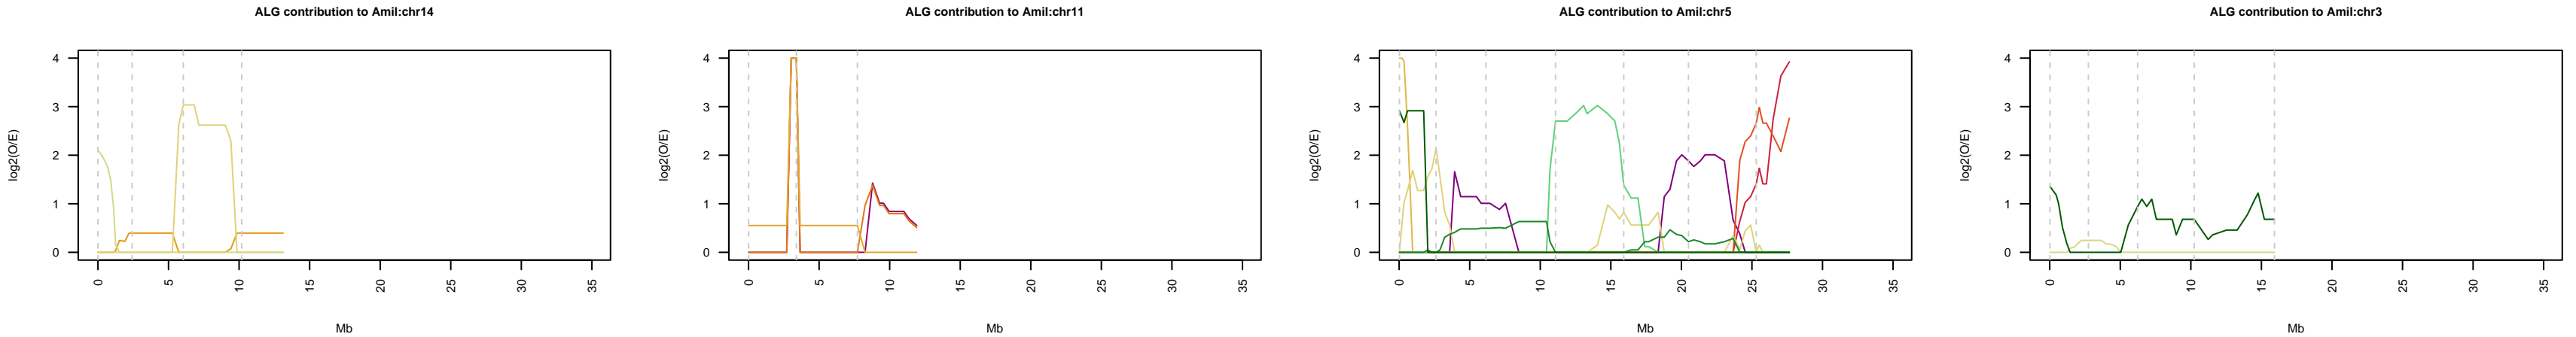 ALG contribution to Amil:chr14
ALG contribution to Amil:chr11
ALG contribution to Amil:chr5
ALG contribution to Amil:chr3
log2(O/E)
4
3
2
1
0
0 5 10 15 20 25 30 35
Mb
log2(O/E)
4
3
2
1
0
0 5 10 15 20 25 30 35
Mb
log2(O/E)
4
3
2
1
0
0 5 10 15 20 25 30 35
Mb
log2(O/E)
4
3
2
1
0
0 5 10 15 20 25 30 35
Mb